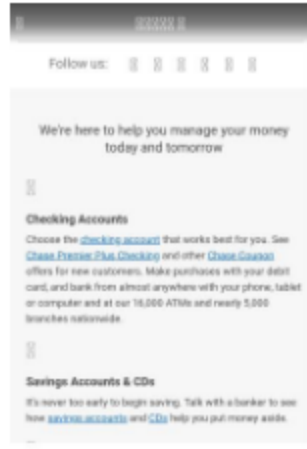 Follow us:
We're here to help you manage your money
today and tomorrow
Checking Accounts
Choose the checking account that works best for you. See
Chase Premier Plus Checking and other Chase Coupon
offers for new customers. Make purchases with your debit
card, and bank from almost anywhere with your phone, tablet
or computer and at our 16,000 ATMs and nearly 5,000
branches nationwide.
Savings Accounts & CDs
It's never too early to begin saving. Talk with a banker to see
how savings accounts and CDs help you put money aside.